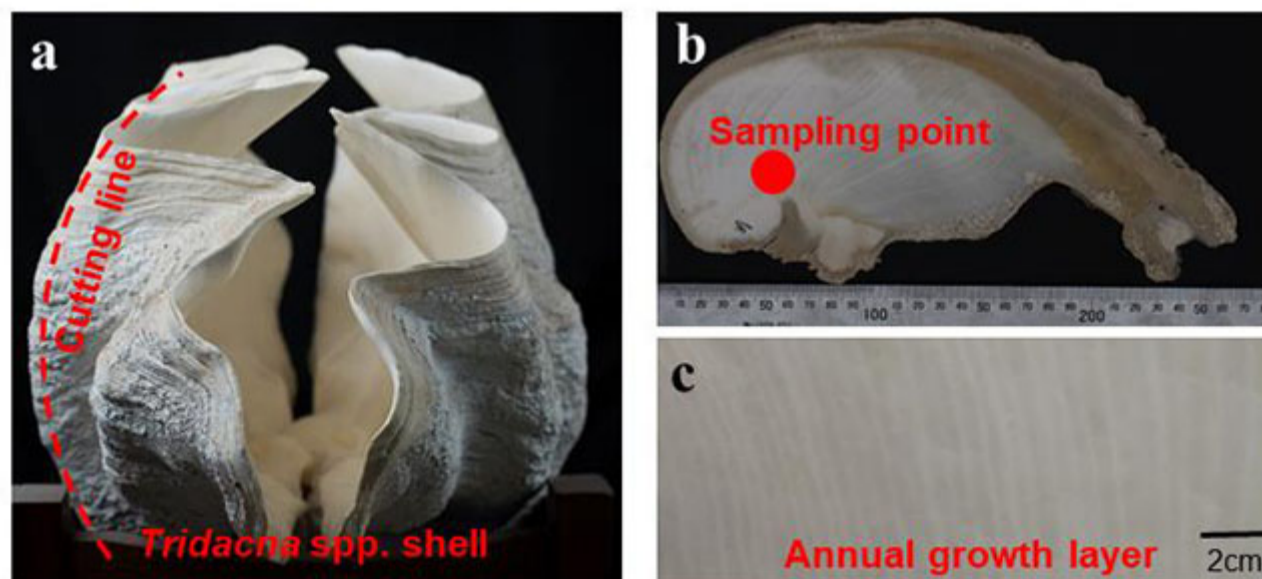 a
Cutting line
Tridacna spp. shell
b
Sampling point
100
200
c
Annual growth layer
2cm